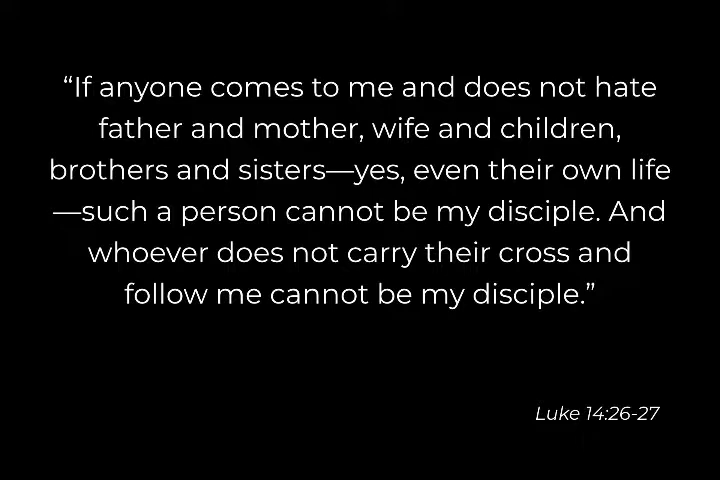 “If anyone comes to me and does not hate
father and mother, wife and children,
brothers and sisters—yes, even their own life
—such a person cannot be my disciple. And
whoever does not carry their cross and
follow me cannot be my disciple.”
Luke 14:26-27